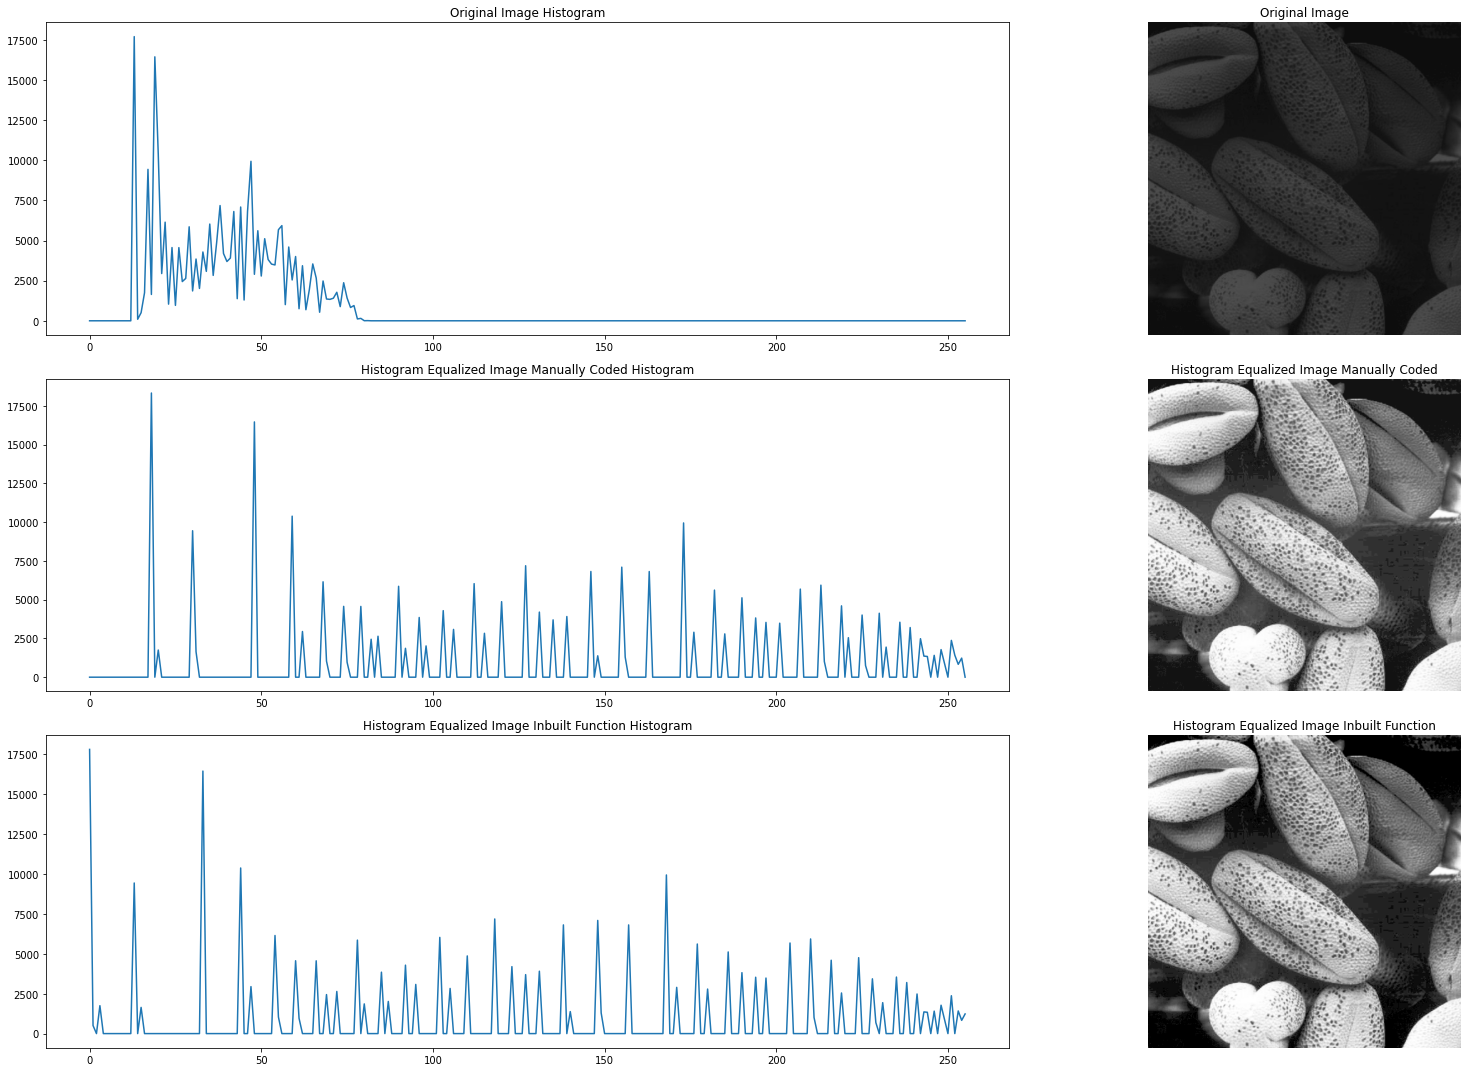 Original Image Histogram
17500
15000
12500
10000
7500
5000
2500
0
0 50 100 150 200 250
Original Image
Histogram Equalized Image Manually Coded Histogram
17500
15000
12500
10000
7500
5000
2500
0
0 50 100 150 200 250
Histogram Equalized Image Manually Coded
Histogram Equalized Image Inbuilt Function Histogram
17500
15000
12500
10000
7500
5000
2500
0
0 50 100 150 200 250
Histogram Equalized Image Inbuilt Function